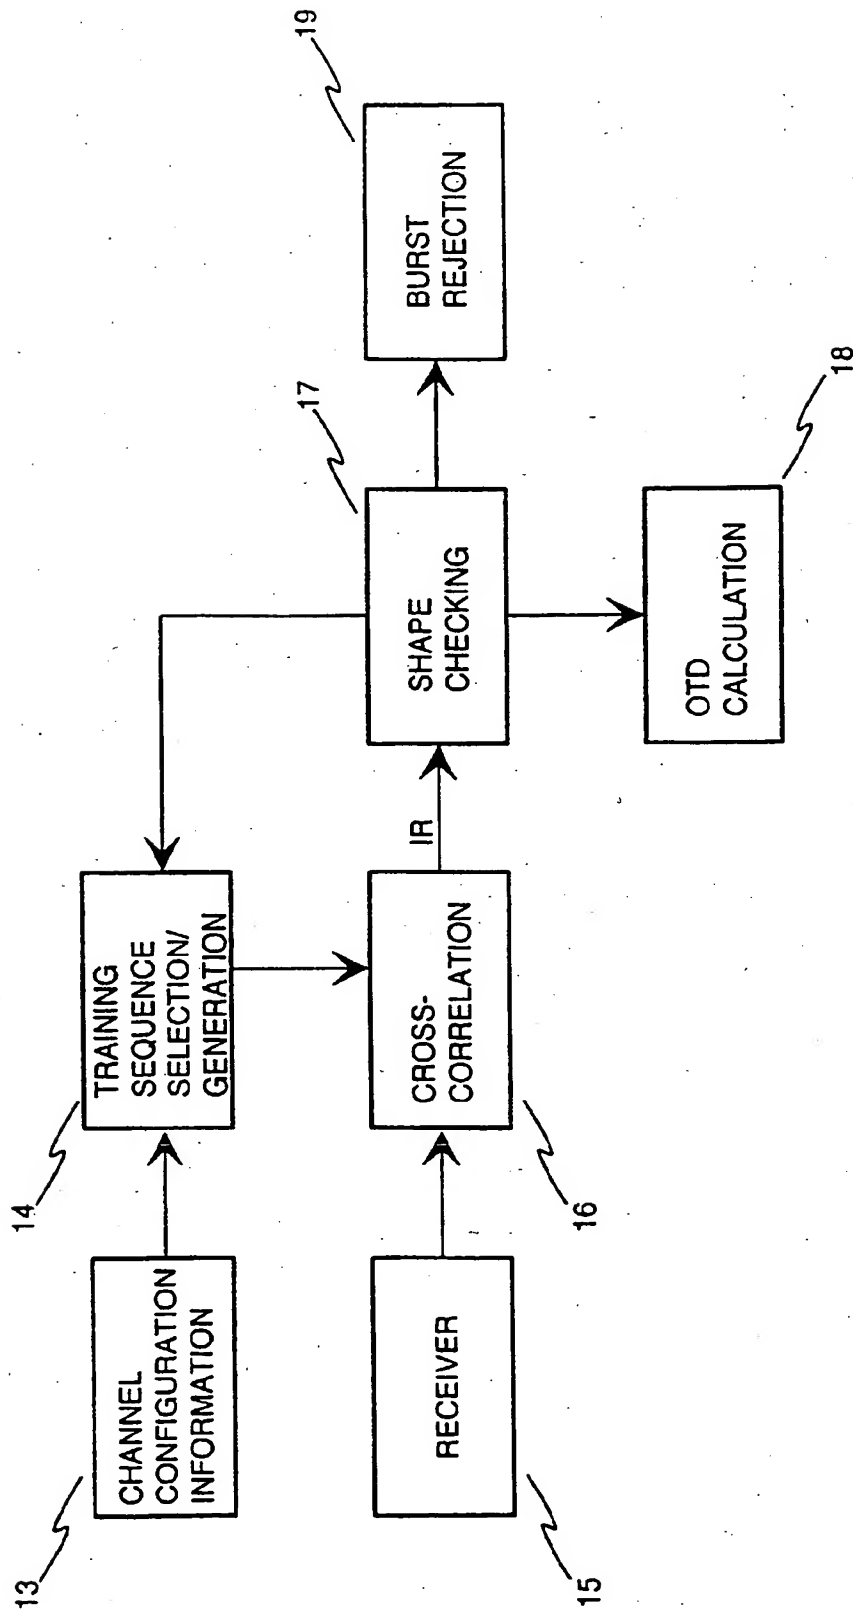 13
CHANNEL
CONFIGURATION
INFORMATION
14
TRAINING
SEQUENCE
SELECTION/
GENERATION
15
RECEIVER
16
CROSS-
CORRELATION
IR
17
SHAPE
CHECKING
18
OTD
CALCULATION
19
BURST
REJECTION